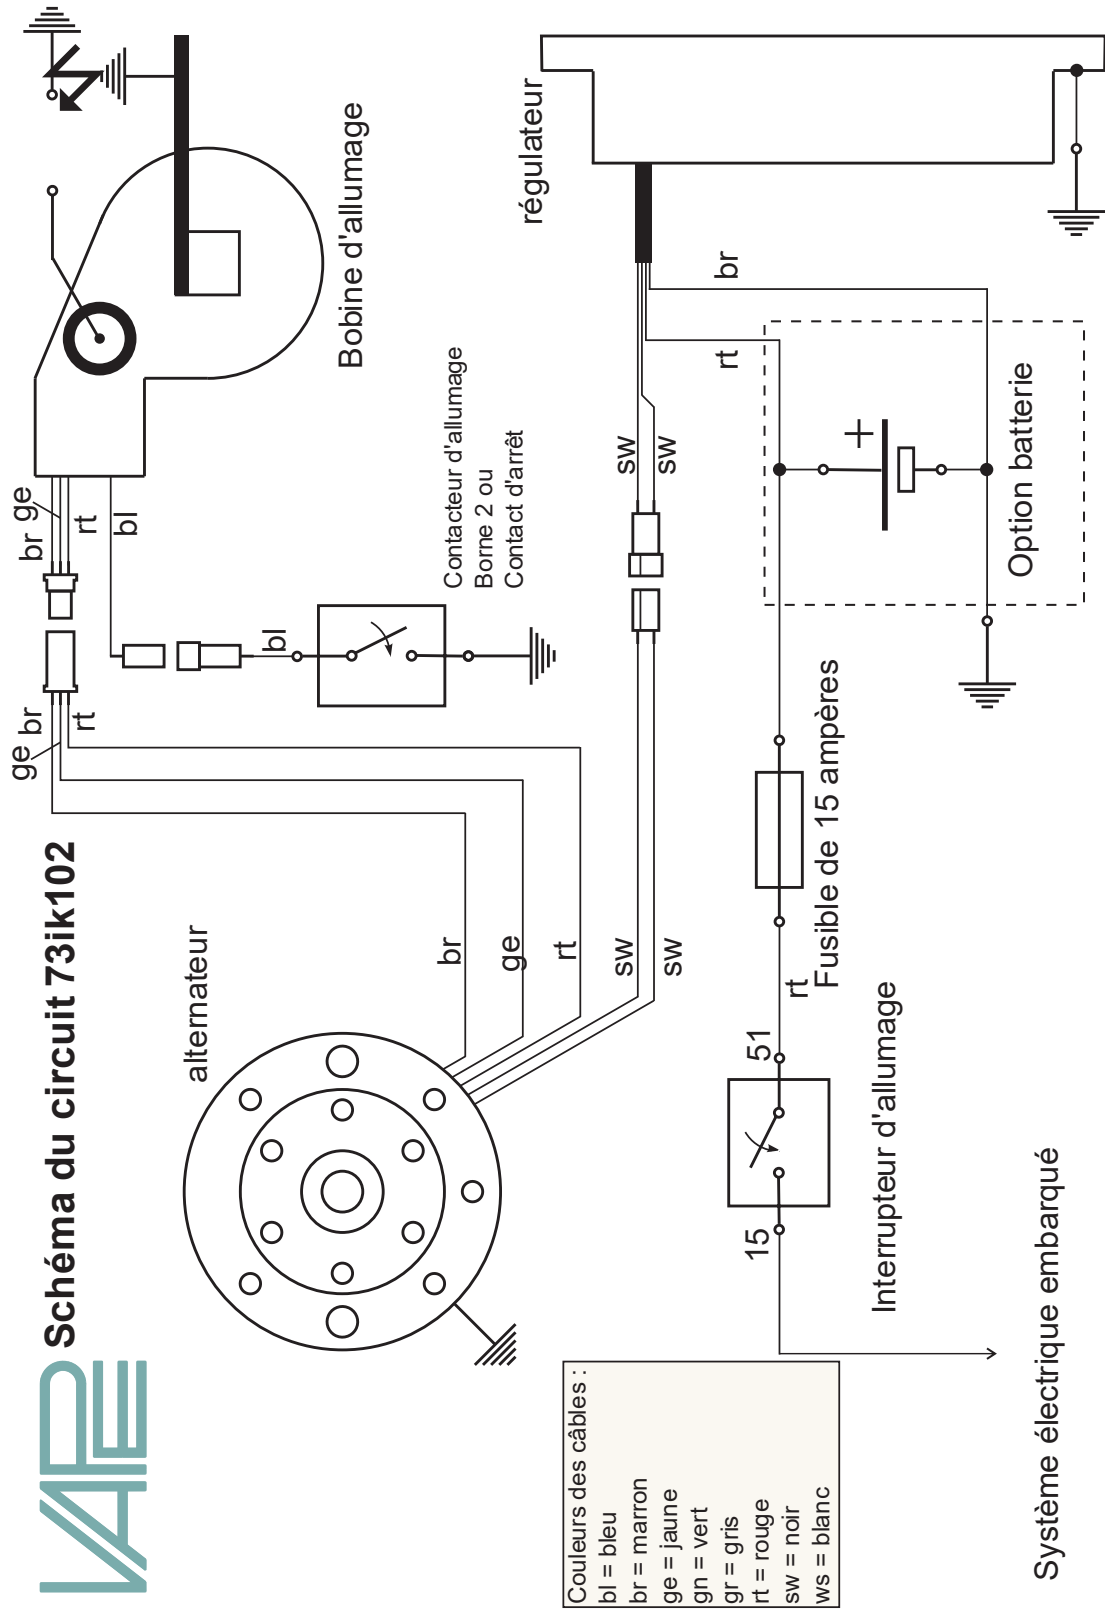 VAPE
Schéma du circuit 73ik102
ge
br
rt
br
ge
rt
bl
bl
Contacteur d'allumage
Borne 2 ou
Contact d'arrêt
Bobine d'allumage
alternateur
br
ge
rt
sw
sw
sw
sw
régulateur
rt
br
Couleurs des câbles :
bl = bleu
br = marron
ge = jaune
gn = vert
gr = gris
rt = rouge
sw = noir
ws = blanc
15
51
rt
Interrupteur d'allumage
Fusible de 15 ampères
+
Option batterie
Système électrique embarqué